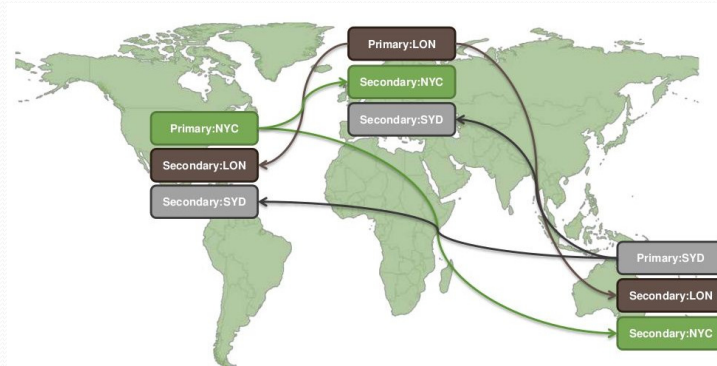 Primary:LON
Secondary:NYC
Secondary:SYD
Primary:NYC
Secondary:LON
Secondary:SYD
Primary:SYD
Secondary:LON
Secondary:NYC